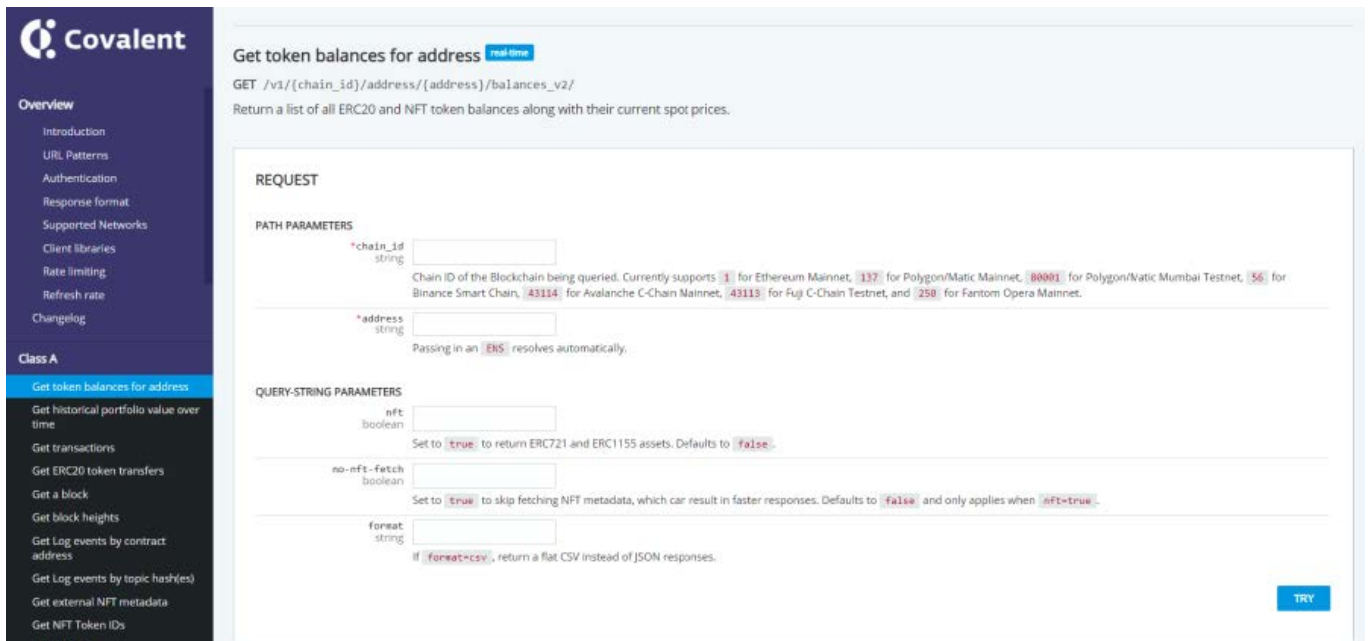 Covalent
Overview
Introduction
URL Patterns
Authentication
Response format
Supported Networks
Client libraries
Rate limiting
Refresh rate
Changelog
Class A
Get token balances for address
Get historical portfolio value over
time
Get transactions
Get ERC20 token transfers
Get a block
Get block heights
Get Log events by contract
address
Get Log events by topic hash(es)
Get external NFT metadata
Get NFT Token IDs
Get token balances for address real-time
GET /v1/{chain_id}/address/{address}/balances_v2/
Return a list of all ERC20 and NFT token balances along with their current spot prices.
REQUEST
PATH PARAMETERS
*chain_id
string
Chain ID of the Blockchain being queried. Currently supports 1 for Ethereum Mainnet, 137 for Polygon/Matic Mainnet, 80001 for Polygon/Matic Mumbai Testnet, 56 for
Binance Smart Chain, 43114 for Avalanche C-Chain Nainnet, 43113 for Fuji C-Chain Testnet, and 250 for Fantom Opera Mainnet.
*address
string
Passing in an ENS resolves automatically.
QUERY-STRING PARAMETERS
nft
boolean
Set to true to return ERC721 and ERC1155 assets. Defaults to false.
no-nft-fetch
boolean
Set to true to skip fetching NFT metadata, which car result in faster responses. Defaults to false and only applies when nft=true.
format
string
If format=csv, return a flat CSV instead of JSON responses.
TRY